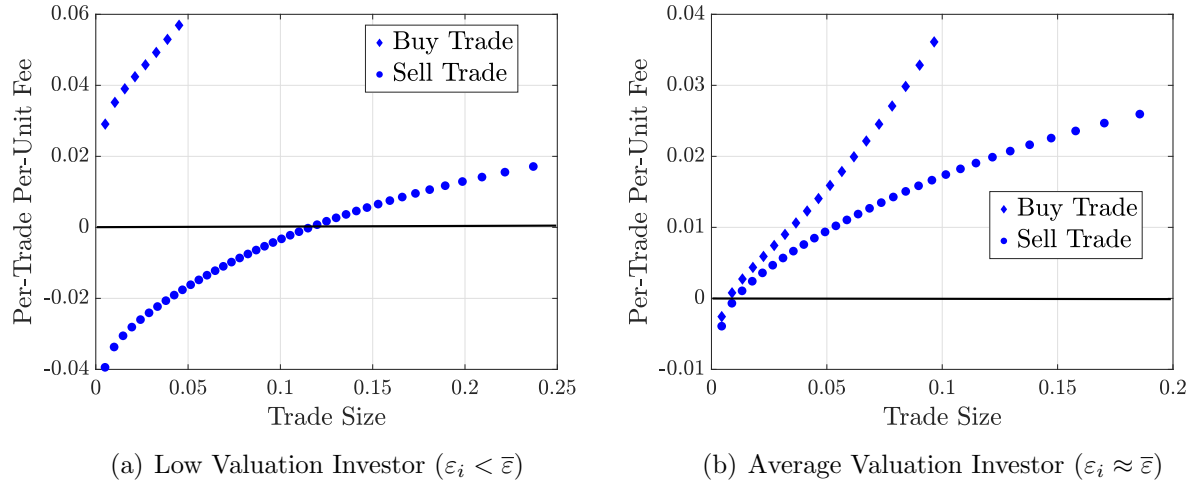 Per-Trade Per-Unit Fee
0.06
0.04
0.02
0
-0.02
-0.04
Buy Trade
Sell Trade
0 0.05 0.1 0.15 0.2 0.25
Trade Size
(a) Low Valuation Investor (εᵢ < ε̅)
Per-Trade Per-Unit Fee
0.04
0.03
0.02
0.01
0
-0.01
Buy Trade
Sell Trade
0 0.05 0.1 0.15 0.2
Trade Size
(b) Average Valuation Investor (εᵢ ≈ ε̅)